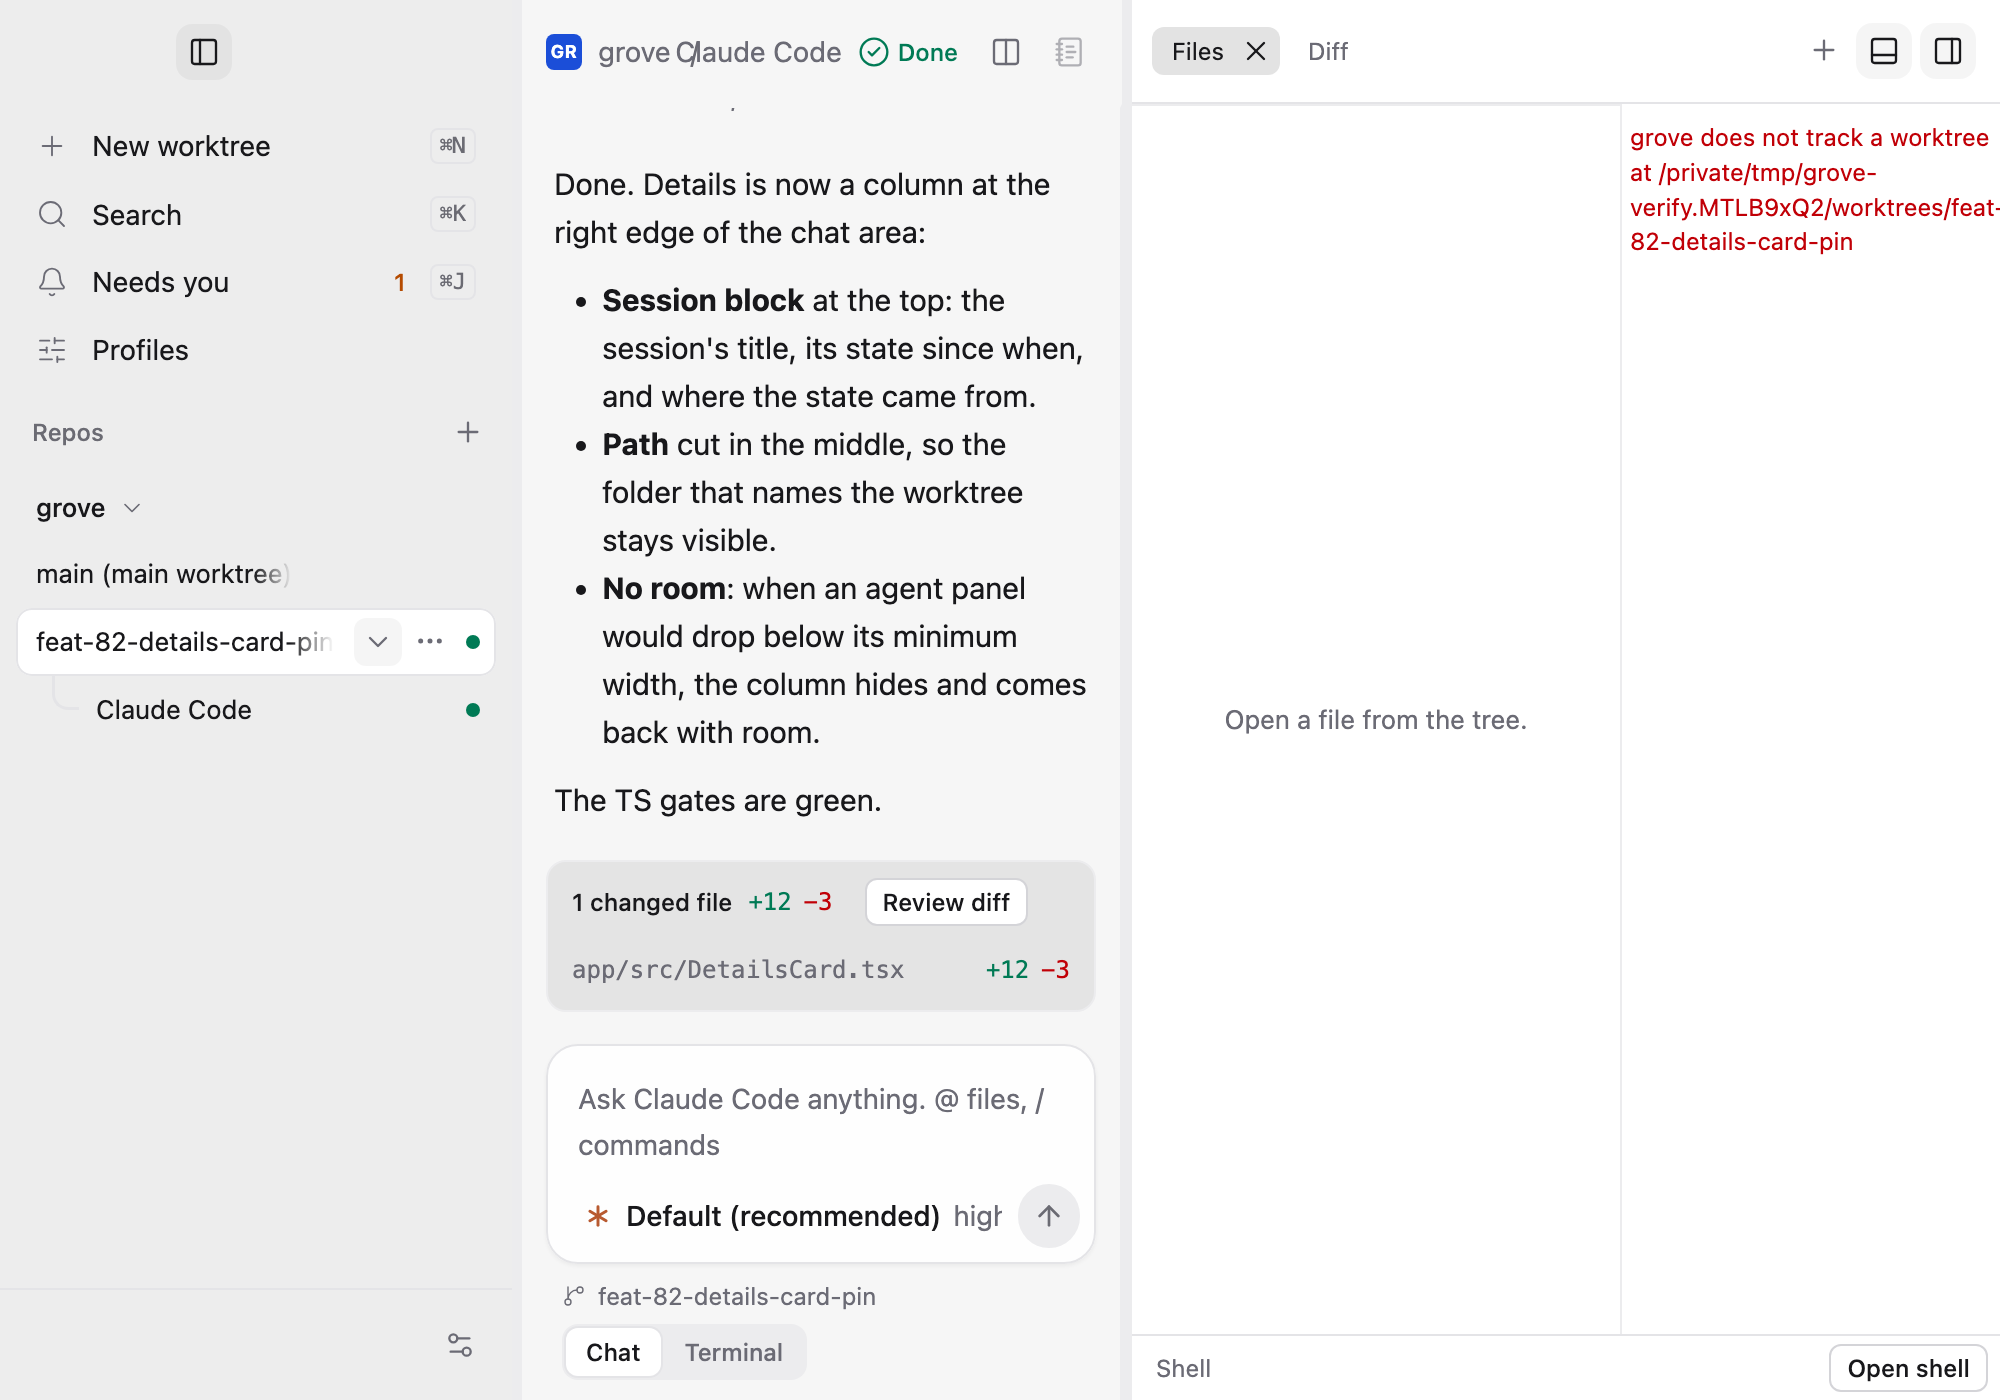 New worktree ⌘N
Search ⌘K
Needs you 1 ⌘J
Profiles
Repos
grove
main (main worktree)
feat-82-details-card-pin
Claude Code
GR grove / Claude Code Done
Done. Details is now a column at the
right edge of the chat area:
• Session block at the top: the
session's title, its state since when,
and where the state came from.
• Path cut in the middle, so the
folder that names the worktree
stays visible.
• No room: when an agent panel
would drop below its minimum
width, the column hides and comes
back with room.
The TS gates are green.
1 changed file +12 −3 Review diff
app/src/DetailsCard.tsx +12 −3
Ask Claude Code anything. @ files, /
commands
Default (recommended) high
feat-82-details-card-pin
Chat Terminal
Files Diff
Open a file from the tree.
grove does not track a worktree
at /private/tmp/grove-
verify.MTLB9xQ2/worktrees/feat-
82-details-card-pin
Shell Open shell